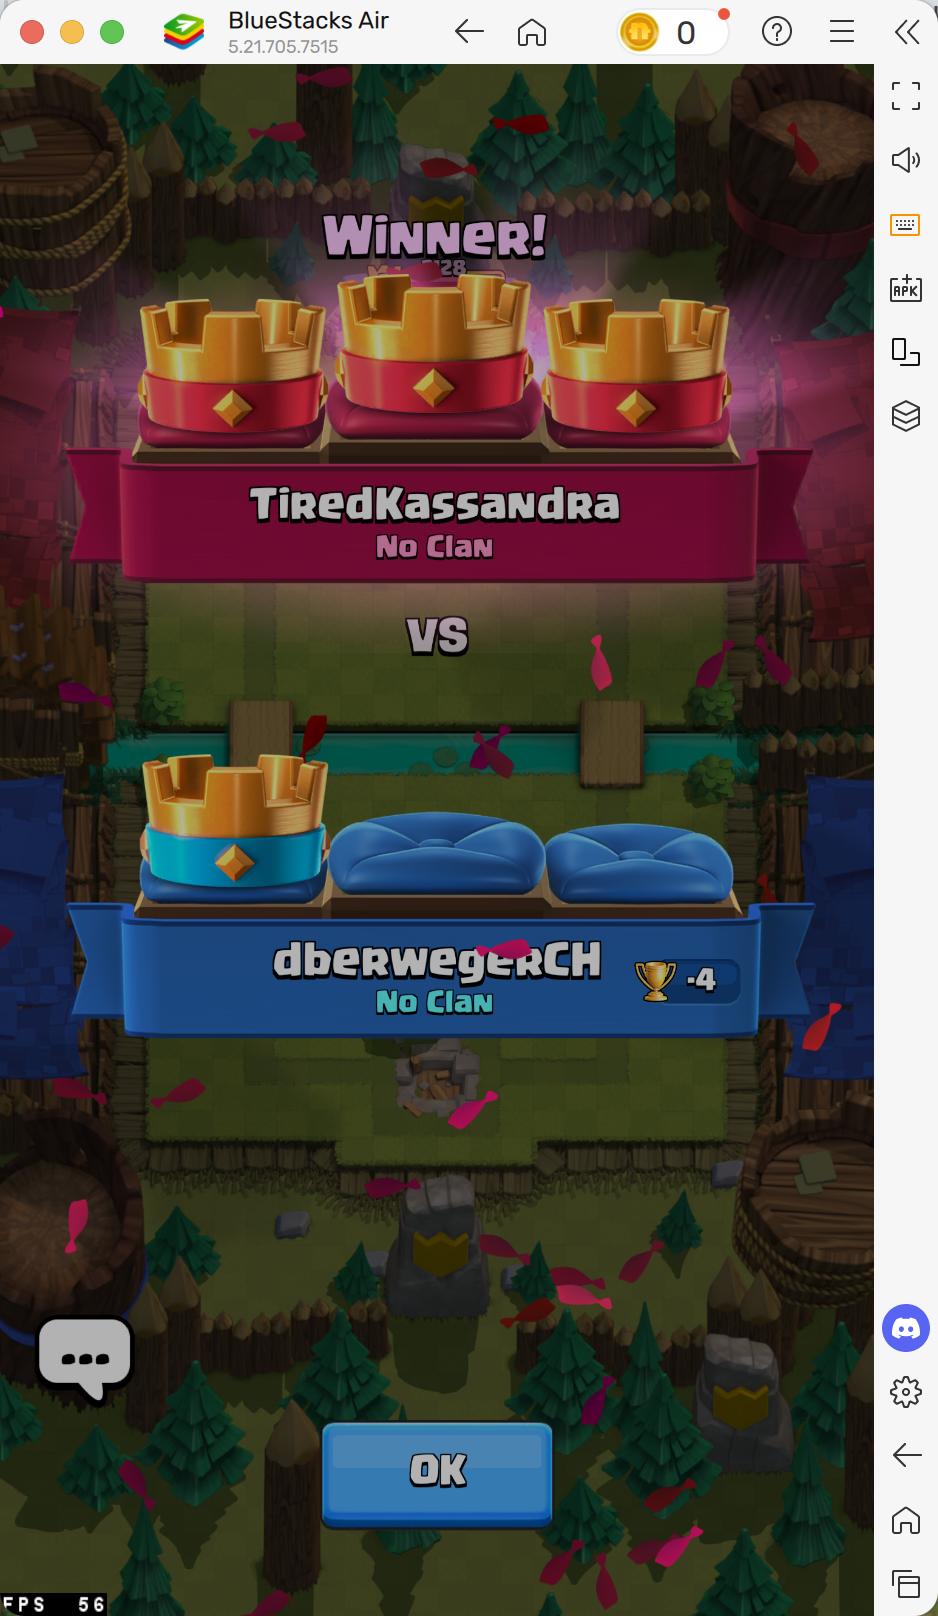 BlueStacks Air
5.21.705.7515
0
APK
Winner!
TiredKassandra
No Clan
VS
dberwegerCH
No Clan
-4
OK
FPS 56